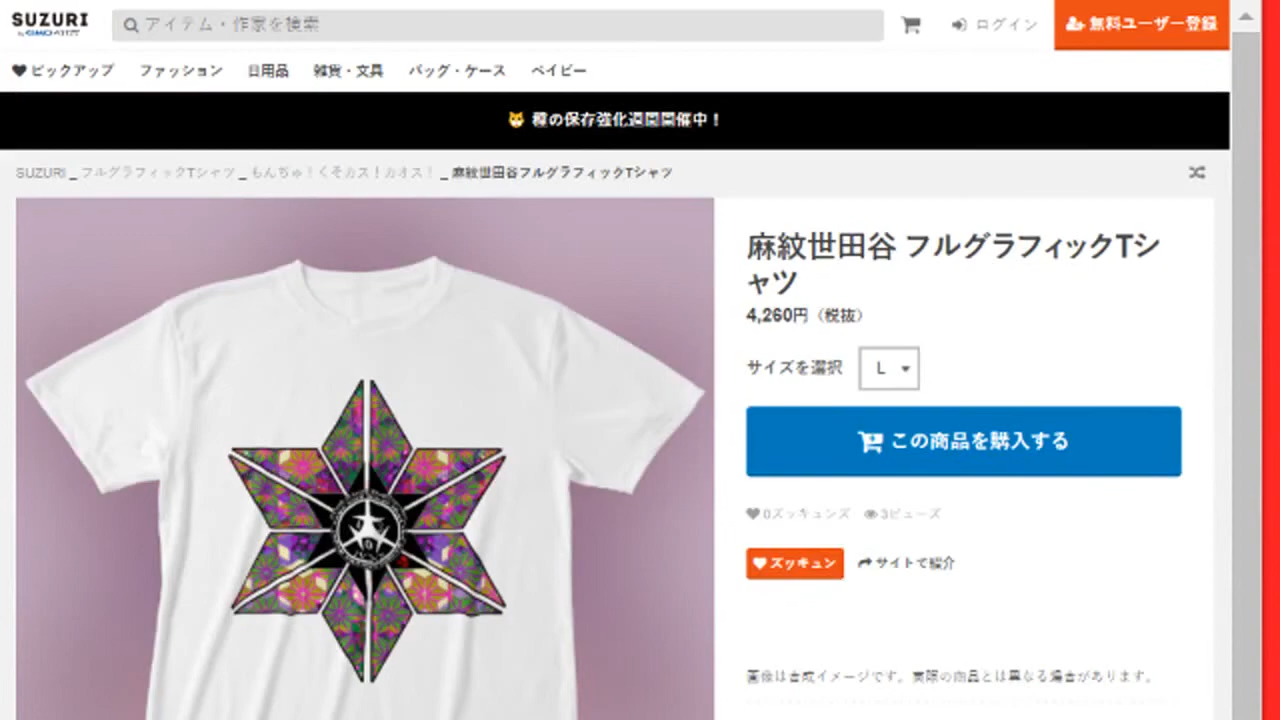 SUZURI
アイテム・作家を検索
ログイン
無料ユーザー登録
ピックアップ ファッション 日用品 雑貨・文具 バッグ・ケース ベイビー
種の保存強化週間開催中！
SUZURI _ フルグラフィックTシャツ _ もんぢゅ！くそカス！カオス！ _ 麻紋世田谷フルグラフィックTシャツ
麻紋世田谷 フルグラフィックTシ
ャツ
4,260円（税抜）
サイズを選択 L
この商品を購入する
0ズッキュンズ 3ビューズ
ズッキュン サイトで紹介
画像は合成イメージです。実際の商品とは異なる場合があります。